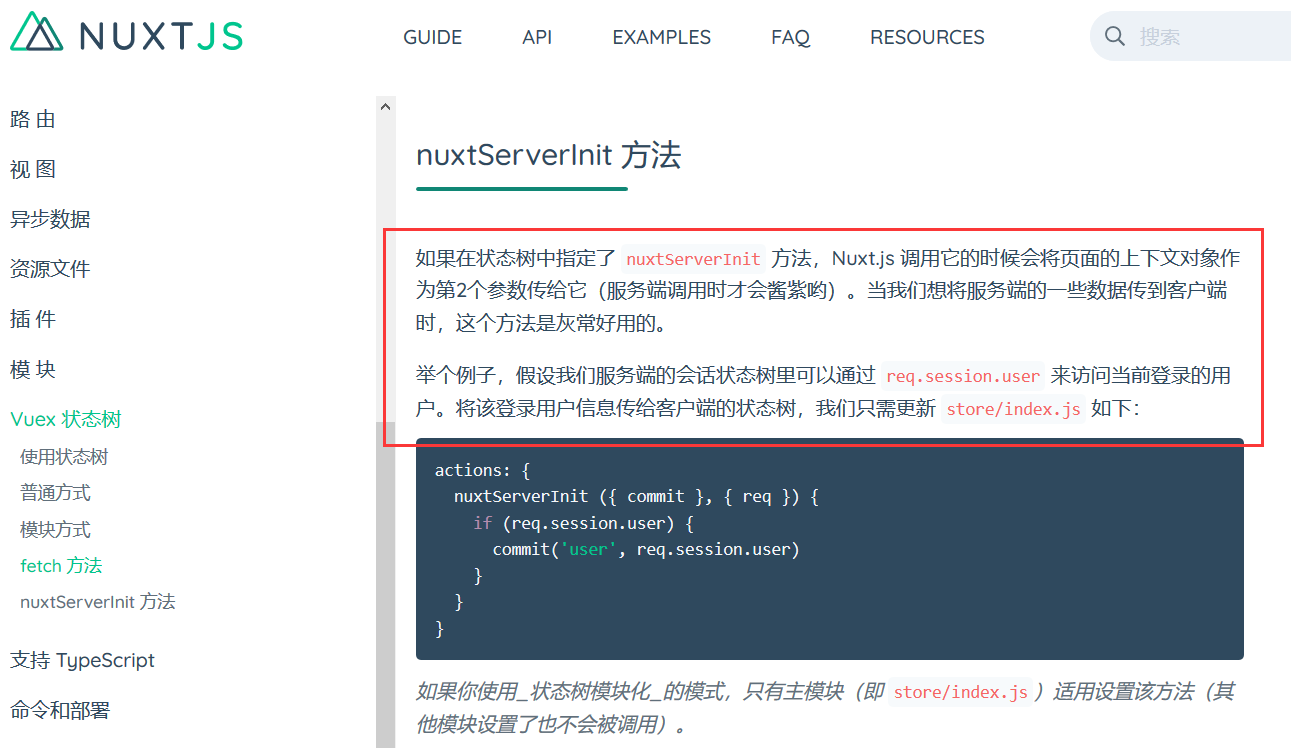 NUXTJS
GUIDE
API
EXAMPLES
FAQ
RESOURCES
搜索
路 由
视 图
异步数据
资源文件
插 件
模 块
Vuex 状态树
使用状态树
普通方式
模块方式
fetch 方法
nuxtServerInit 方法
支持 TypeScript
命令和部署
nuxtServerInit 方法
如果在状态树中指定了 nuxtServerInit 方法，Nuxt.js 调用它的时候会将页面的上下文对象作
为第2个参数传给它（服务端调用时才会酱紫哟）。当我们想将服务端的一些数据传到客户端
时，这个方法是灰常好用的。
举个例子，假设我们服务端的会话状态树里可以通过 req.session.user 来访问当前登录的用
户。将该登录用户信息传给客户端的状态树，我们只需更新 store/index.js 如下：
actions: {
  nuxtServerInit ({ commit }, { req }) {
    if (req.session.user) {
      commit('user', req.session.user)
    }
  }
}
如果你使用_状态树模块化_的模式，只有主模块（即 store/index.js ）适用设置该方法（其
他模块设置了也不会被调用）。